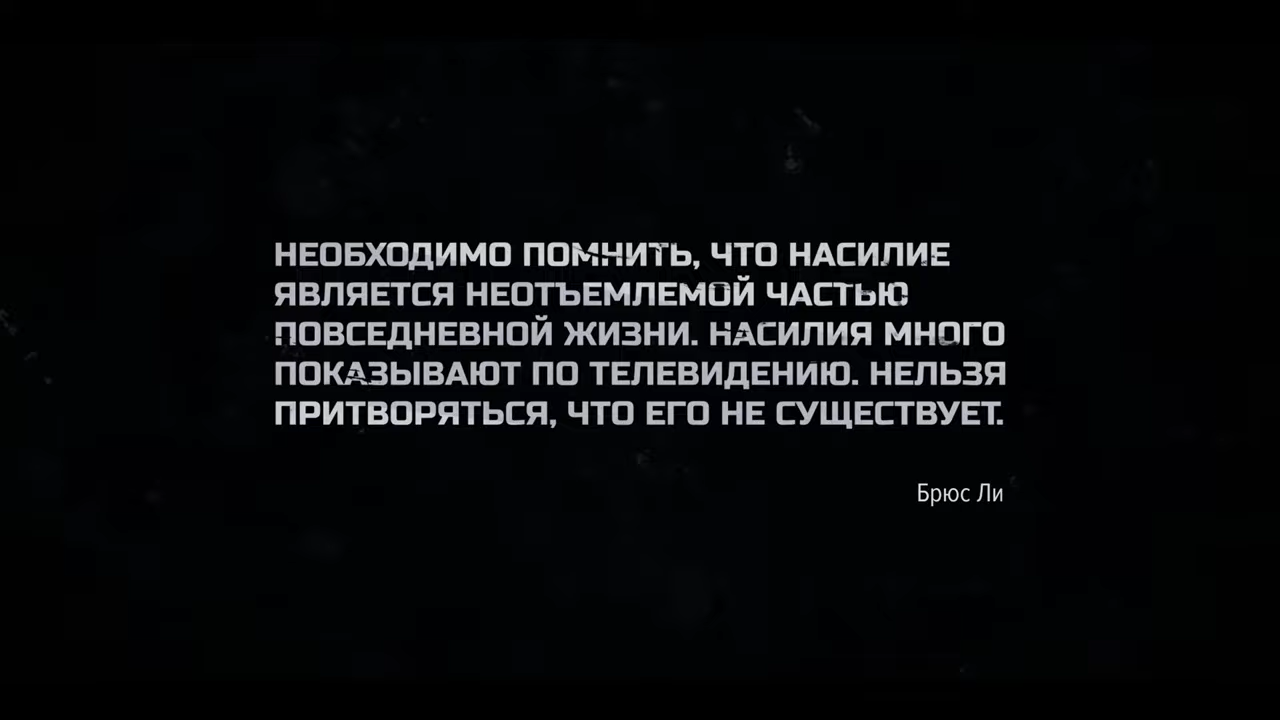 НЕОБХОДИМО ПОМНИТЬ, ЧТО НАСИЛИЕ
ЯВЛЯЕТСЯ НЕОТЪЕМЛЕМОЙ ЧАСТЬЮ
ПОВСЕДНЕВНОЙ ЖИЗНИ. НАСИЛИЯ МНОГО
ПОКАЗЫВАЮТ ПО ТЕЛЕВИДЕНИЮ. НЕЛЬЗЯ
ПРИТВОРЯТЬСЯ, ЧТО ЕГО НЕ СУЩЕСТВУЕТ.
Брюс Ли